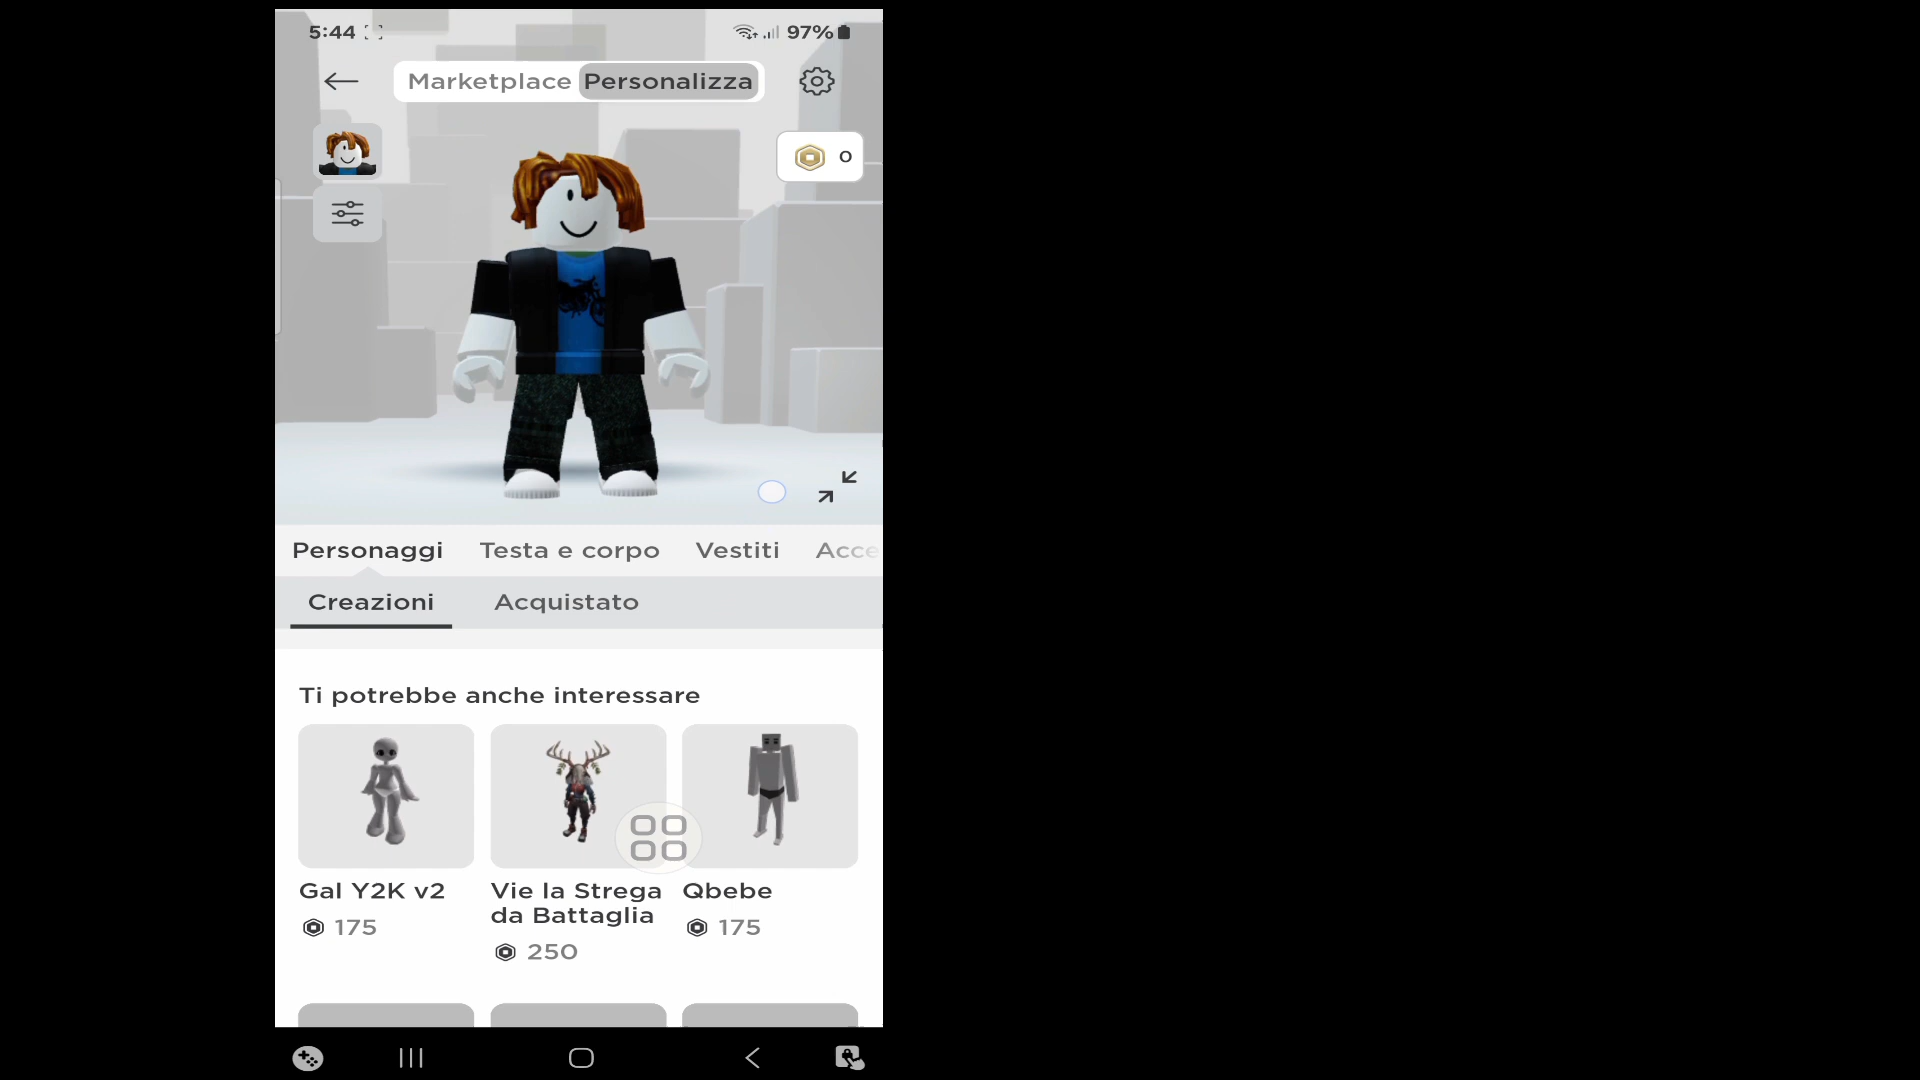 5:44 97%
Marketplace Personalizza
0
Personaggi Testa e corpo Vestiti Acce
Creazioni Acquistato
Ti potrebbe anche interessare
Gal Y2K v2
175
Vie la Strega
da Battaglia
250
Qbebe
175